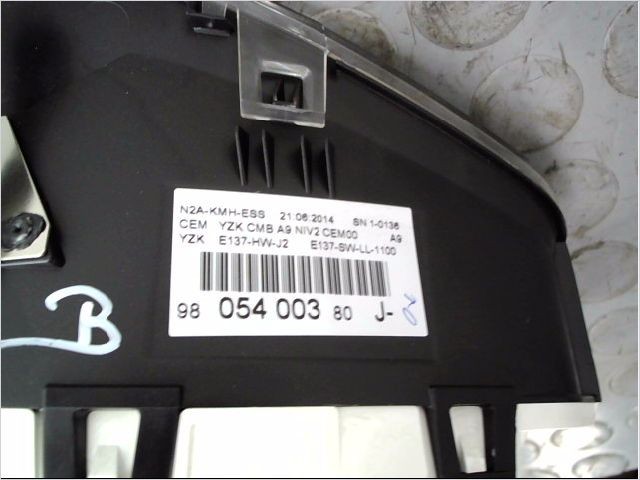 N2A-KMH-ESS 21.06.2014 SN 1-0136
CEM YZK CMB A9 NIV2 CEM00 A9
YZK E137-HW-J2 E137-SW-LL-1100
98 054 003 80 J-
B